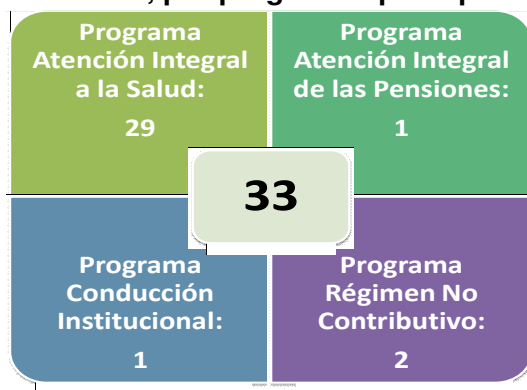 Programa
Atención Integral
a la Salud:
29
Programa
Atención Integral
de las Pensiones:
1
33
Programa
Conducción
Institucional:
1
Programa
Régimen No
Contributivo:
2